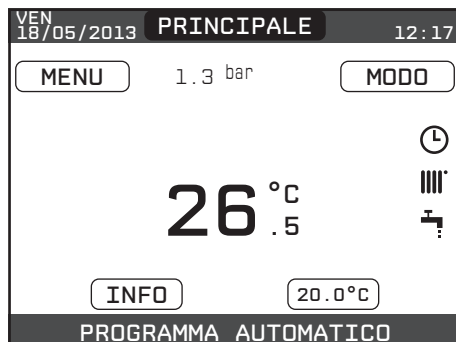 VEN
18/05/2013 PRINCIPALE 12:17
MENU 1.3 bar MODO
26.5 °C
INFO 20.0°C
PROGRAMMA AUTOMATICO